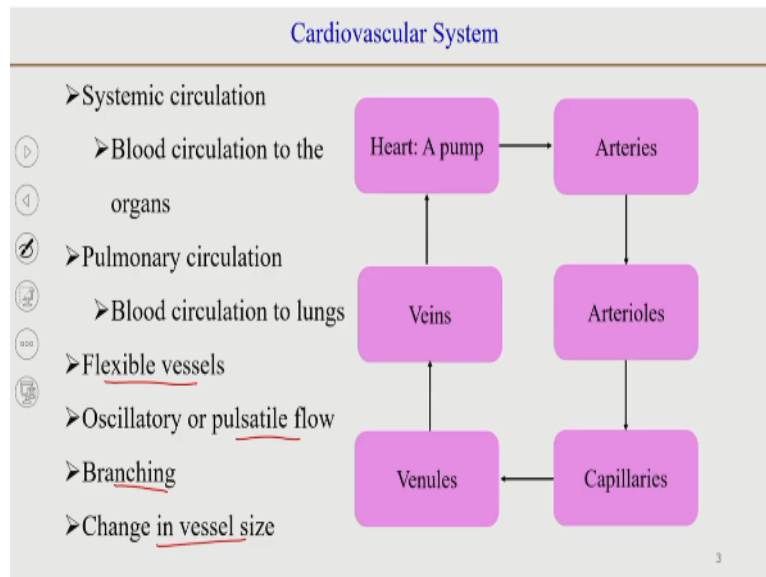 Cardiovascular System
➤Systemic circulation
➤Blood circulation to the
organs
➤Pulmonary circulation
➤Blood circulation to lungs
➤Flexible vessels
➤Oscillatory or pulsatile flow
➤Branching
➤Change in vessel size
Heart: A pump
Arteries
Arterioles
Capillaries
Venules
Veins
3